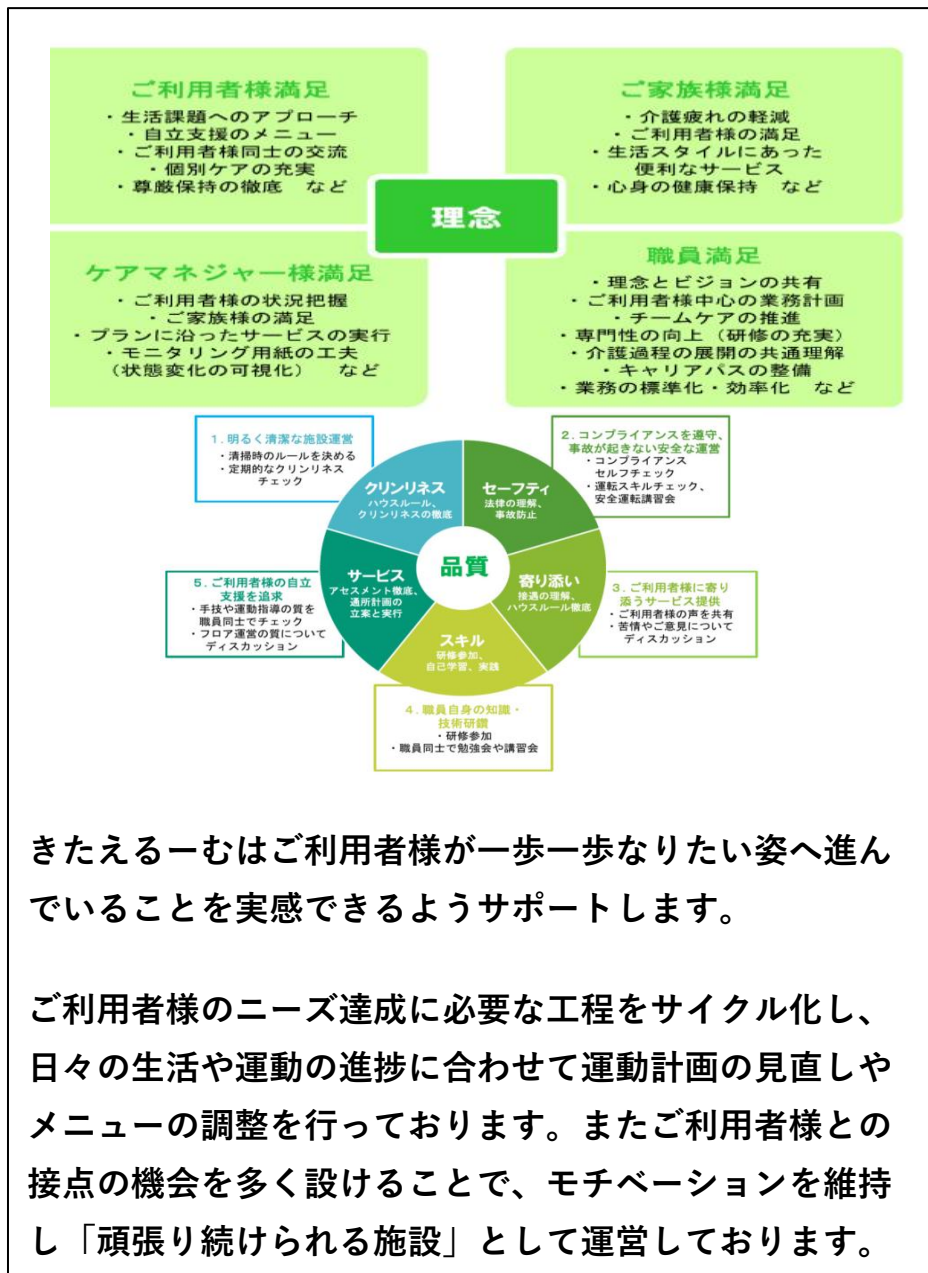 ご利用者様満足
・生活課題へのアプローチ
・自立支援のメニュー
・ご利用者様同士の交流
・個別ケアの充実
・尊厳保持の徹底　など
ご家族様満足
・介護疲れの軽減
・ご利用者様の満足
・生活スタイルにあった
便利なサービス
・心身の健康保持　など
理念
ケアマネジャー様満足
・ご利用者様の状況把握
・ご家族様の満足
・プランに沿ったサービスの実行
・モニタリング用紙の工夫
（状態変化の可視化）　など
職員満足
・理念とビジョンの共有
・ご利用者様中心の業務計画
・チームケアの推進
・専門性の向上（研修の充実）
・介護過程の展開の共通理解
・キャリアパスの整備
・業務の標準化・効率化　など
1．明るく清潔な施設運営
・清掃時のルールを決める
・定期的なクリンリネス
チェック
2．コンプライアンスを遵守、
事故が起きない安全な運営
・コンプライアンス
セルフチェック
・運転スキルチェック、
安全運転講習会
クリンリネス
ハウスルール、
クリンリネスの徹底
セーフティ
法律の理解、
事故防止
品質
サービス
アセスメント徹底、
通所計画の
立案と実行
寄り添い
接遇の理解、
ハウスルール徹底
スキル
研修参加、
自己学習、実践
5．ご利用者様の自立
支援を追求
・手技や運動指導の質を
職員同士でチェック
・フロア運営の質について
ディスカッション
3．ご利用者様に寄り
添うサービス提供
・ご利用者様の声を共有
・苦情やご意見について
ディスカッション
4．職員自身の知識・
技術研鑽
・研修参加
・職員同士で勉強会や講習会
きたえるーむはご利用者様が一歩一歩なりたい姿へ進ん
でいることを実感できるようサポートします。
ご利用者様のニーズ達成に必要な工程をサイクル化し、
日々の生活や運動の進捗に合わせて運動計画の見直しや
メニューの調整を行っております。またご利用者様との
接点の機会を多く設けることで、モチベーションを維持
し「頑張り続けられる施設」として運営しております。